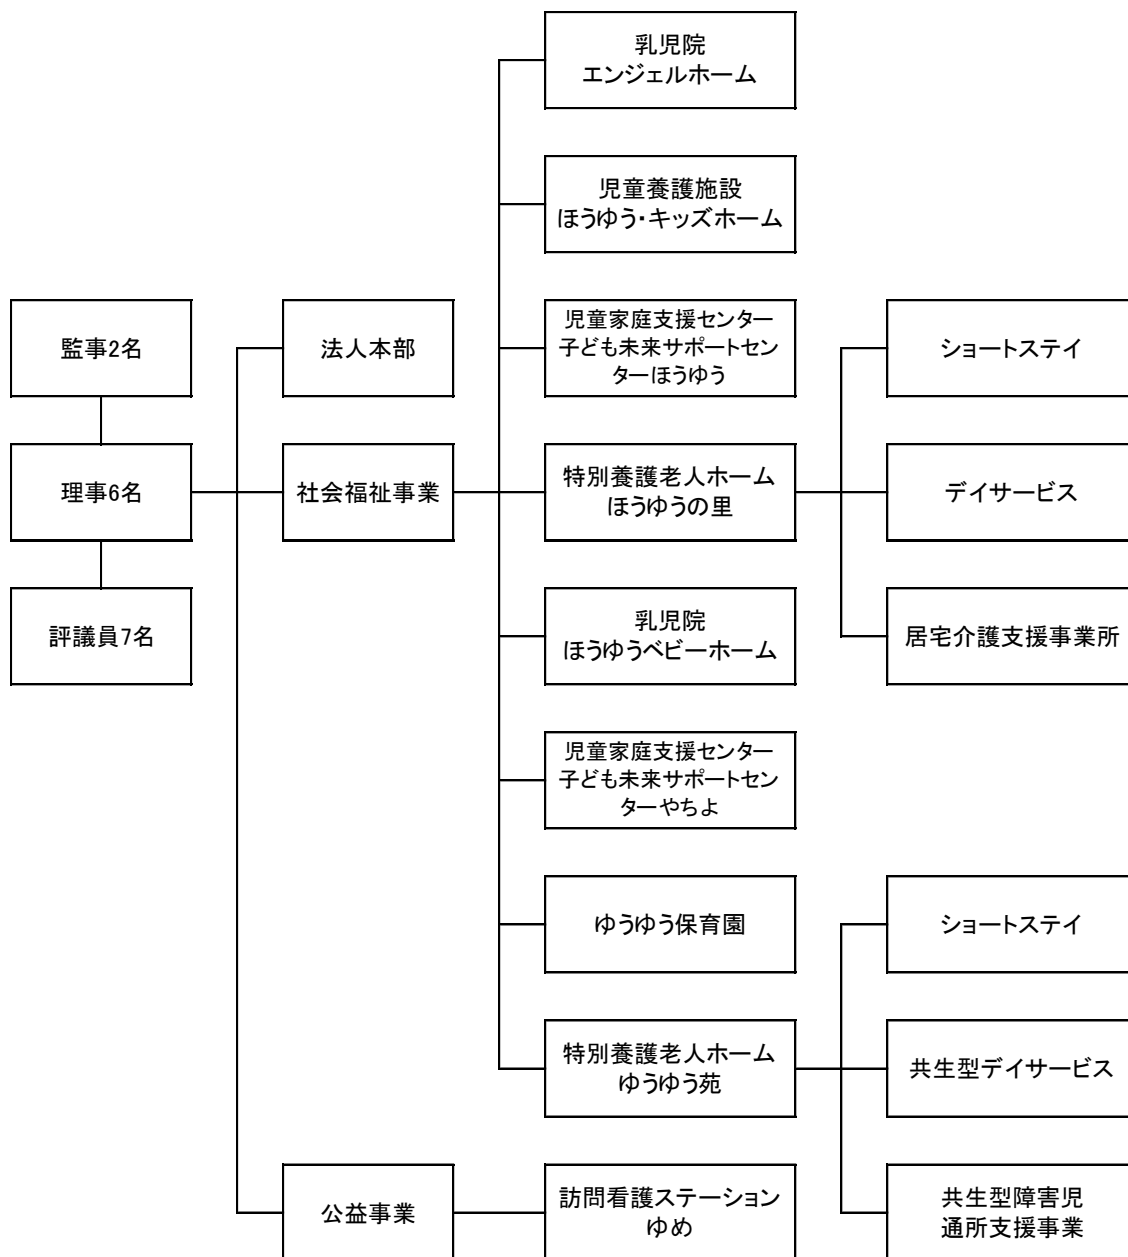 乳児院
エンジェルホーム
児童養護施設
ほうゆう・キッズホーム
監事2名
法人本部
児童家庭支援センター
子ども未来サポートセン
ターほうゆう
ショートステイ
理事6名
社会福祉事業
特別養護老人ホーム
ほうゆうの里
デイサービス
評議員7名
乳児院
ほうゆうベビーホーム
居宅介護支援事業所
児童家庭支援センター
子ども未来サポートセン
ターやちよ
ゆうゆう保育園
ショートステイ
特別養護老人ホーム
ゆうゆう苑
共生型デイサービス
公益事業
訪問看護ステーション
ゆめ
共生型障害児
通所支援事業